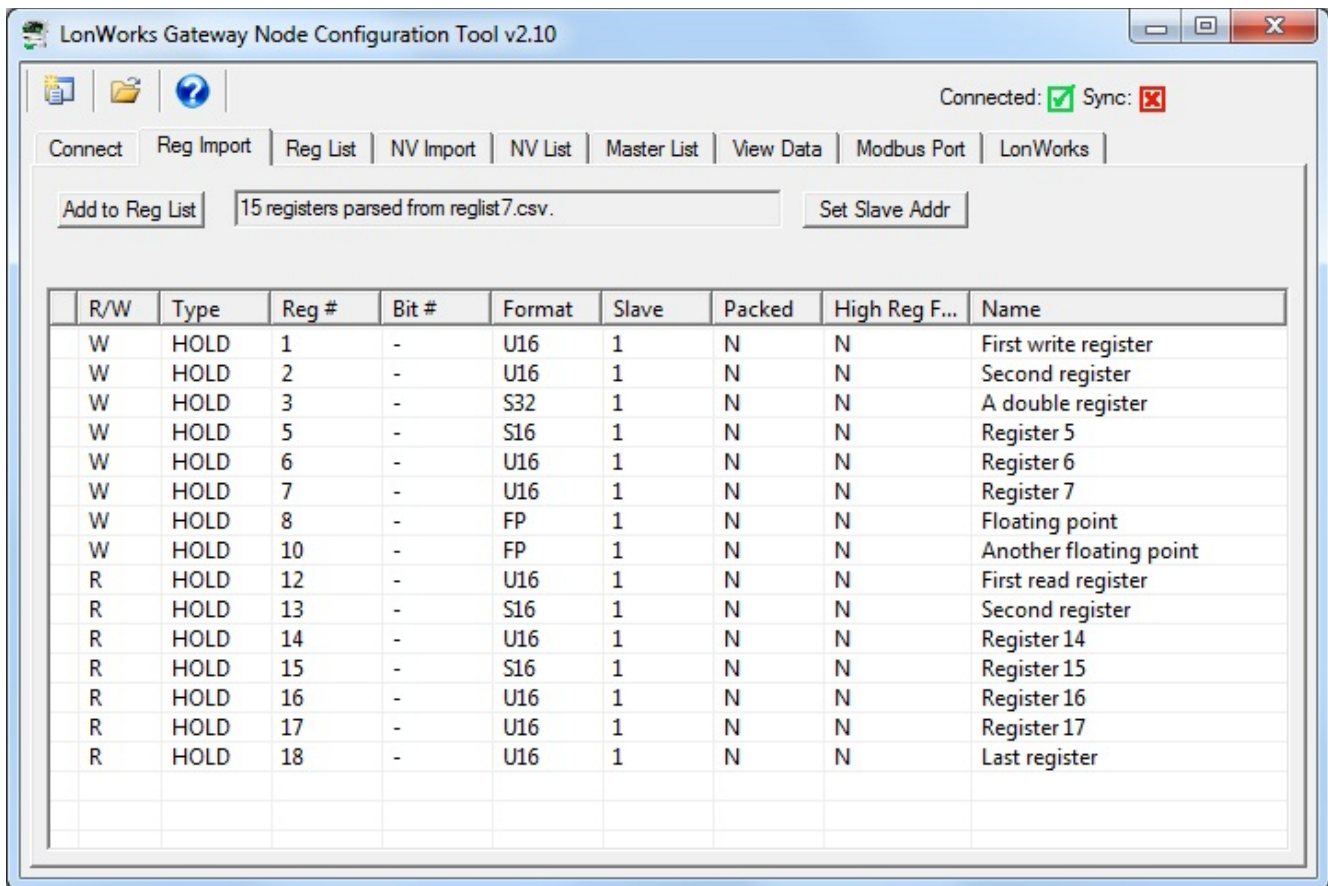 LonWorks Gateway Node Configuration Tool v2.10
Connected: Sync:
Connect Reg Import Reg List NV Import NV List Master List View Data Modbus Port LonWorks
Add to Reg List 15 registers parsed from reglist7.csv. Set Slave Addr
R/W Type Reg # Bit # Format Slave Packed High Reg F... Name
W HOLD 1 - U16 1 N N First write register
W HOLD 2 - U16 1 N N Second register
W HOLD 3 - S32 1 N N A double register
W HOLD 5 - S16 1 N N Register 5
W HOLD 6 - U16 1 N N Register 6
W HOLD 7 - U16 1 N N Register 7
W HOLD 8 - FP 1 N N Floating point
W HOLD 10 - FP 1 N N Another floating point
R HOLD 12 - U16 1 N N First read register
R HOLD 13 - S16 1 N N Second register
R HOLD 14 - U16 1 N N Register 14
R HOLD 15 - S16 1 N N Register 15
R HOLD 16 - U16 1 N N Register 16
R HOLD 17 - U16 1 N N Register 17
R HOLD 18 - U16 1 N N Last register